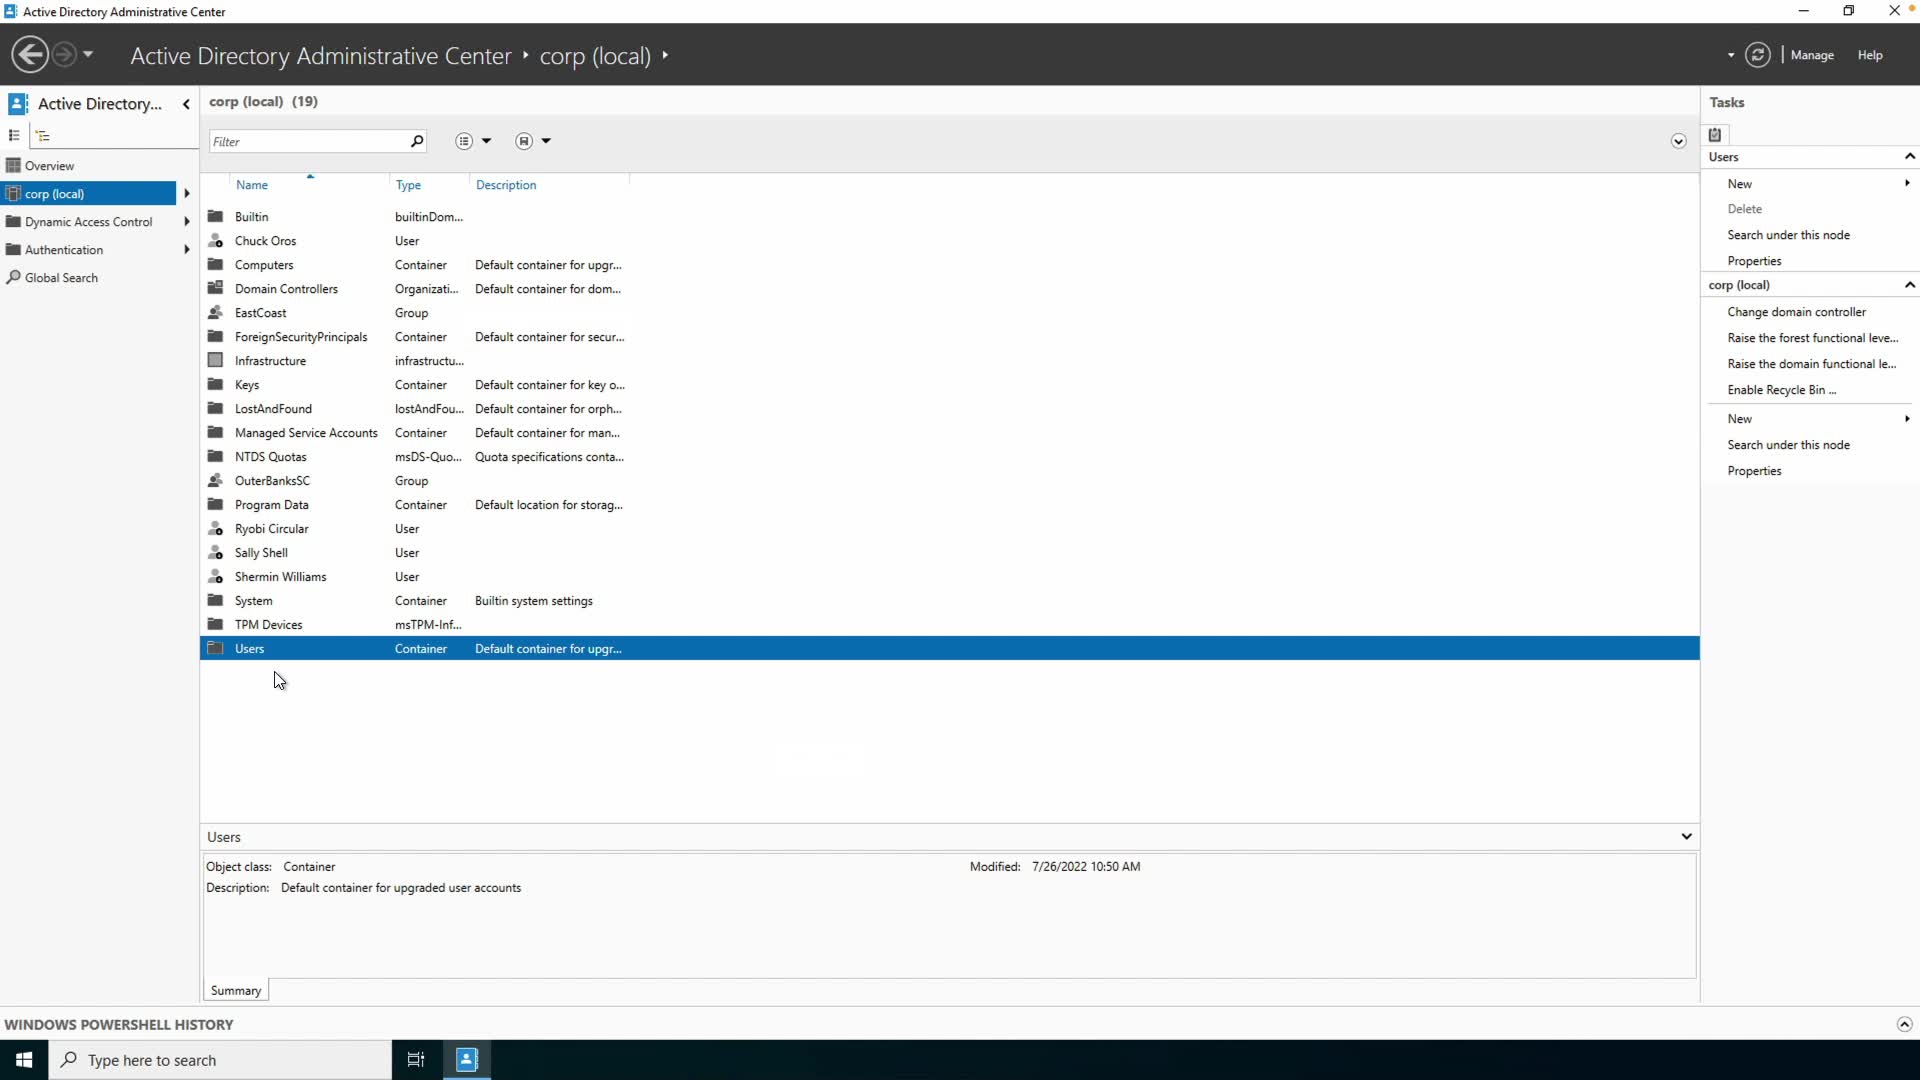 Active Directory Administrative Center
Active Directory Administrative Center corp (local)
Manage Help
Active Directory...
Overview
corp (local)
Dynamic Access Control
Authentication
Global Search
corp (local) (19)
Filter
Name Type Description
Builtin builtinDom...
Chuck Oros User
Computers Container Default container for upgr...
Domain Controllers Organizati... Default container for dom...
EastCoast Group
ForeignSecurityPrincipals Container Default container for secur...
Infrastructure infrastructu...
Keys Container Default container for key o...
LostAndFound lostAndFou... Default container for orph...
Managed Service Accounts Container Default container for man...
NTDS Quotas msDS-Quo... Quota specifications conta...
OuterBanksSC Group
Program Data Container Default location for storag...
Ryobi Circular User
Sally Shell User
Shermin Williams User
System Container Builtin system settings
TPM Devices msTPM-Inf...
Users Container Default container for upgr...
Users
Object class: Container Modified: 7/26/2022 10:50 AM
Description: Default container for upgraded user accounts
Summary
Tasks
Users
New
Delete
Search under this node
Properties
corp (local)
Change domain controller
Raise the forest functional leve...
Raise the domain functional le...
Enable Recycle Bin ...
New
Search under this node
Properties
WINDOWS POWERSHELL HISTORY
Type here to search